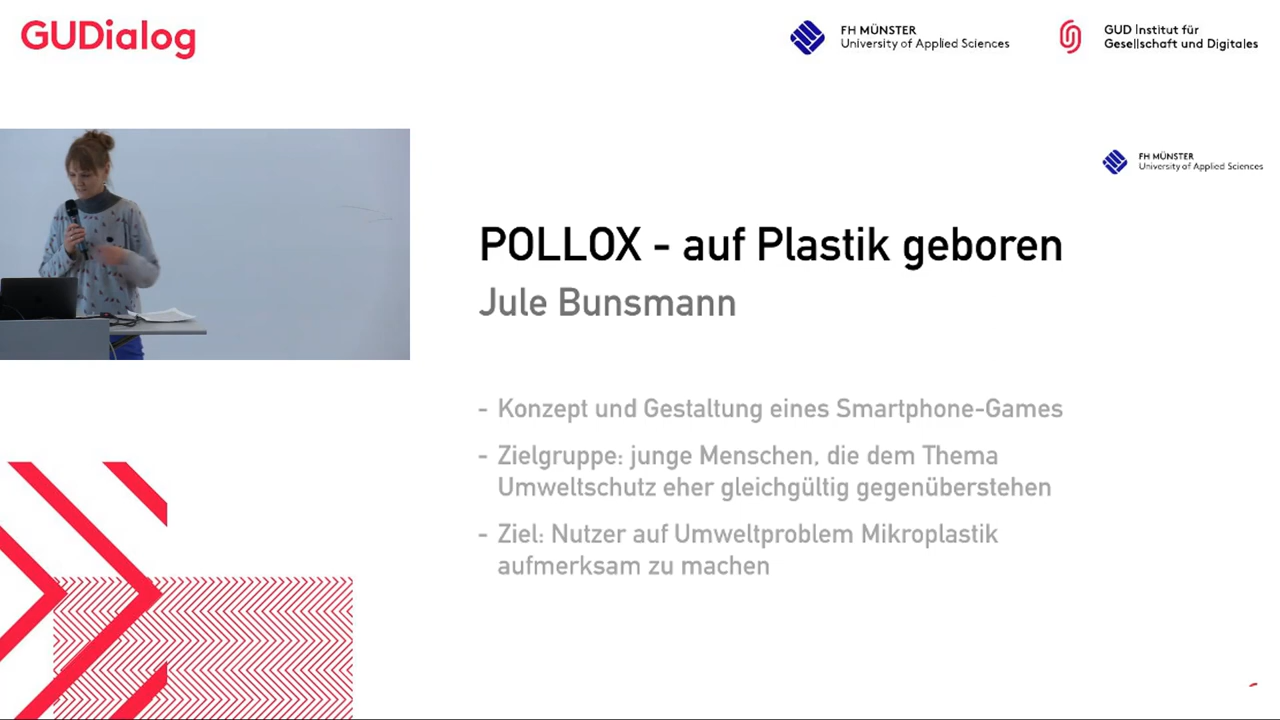 GUDialog
FH MÜNSTER
University of Applied Sciences
GUD Institut für
Gesellschaft und Digitales
FH MÜNSTER
University of Applied Sciences
POLLOX - auf Plastik geboren
Jule Bunsmann
- Konzept und Gestaltung eines Smartphone-Games
- Zielgruppe: junge Menschen, die dem Thema
Umweltschutz eher gleichgültig gegenüberstehen
- Ziel: Nutzer auf Umweltproblem Mikroplastik
aufmerksam zu machen